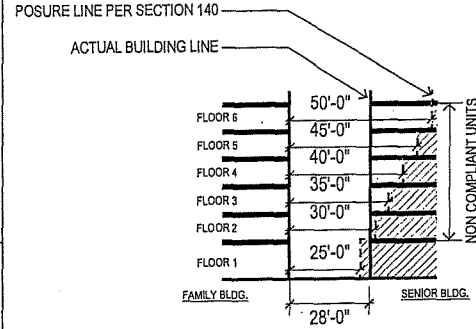 POSURE LINE PER SECTION 140
ACTUAL BUILDING LINE
50'-0"
FLOOR 6
45'-0"
FLOOR 5
40'-0"
FLOOR 4
35'-0"
FLOOR 3
30'-0"
FLOOR 2
25'-0"
FLOOR 1
NON COMPLIANT UNITS
FAMILY BLDG.
SENIOR BLDG.
28'-0"